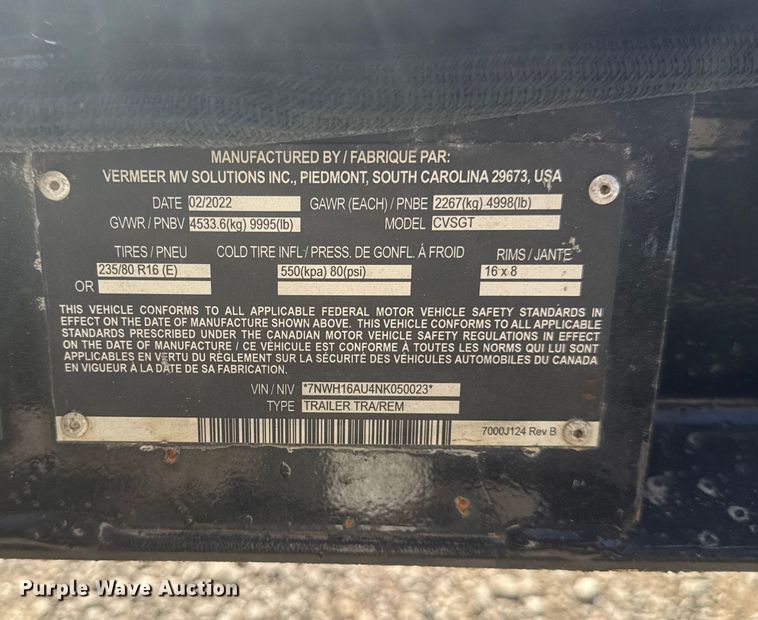 MANUFACTURED BY / FABRIQUE PAR:
VERMEER MV SOLUTIONS INC., PIEDMONT, SOUTH CAROLINA 29673, USA
DATE 02/2022 GAWR (EACH) / PNBE 2267(kg) 4998(lb)
GVWR / PNBV 4533.6(kg) 9995(lb) MODEL CVSGT
TIRES / PNEU COLD TIRE INFL./ PRESS. DE GONFL. Á FROID RIMS / JANTE
235/80 R16 (E) 550(kpa) 80(psi) 16 x 8
OR
THIS VEHICLE CONFORMS TO ALL APPLICABLE FEDERAL MOTOR VEHICLE SAFETY STANDARDS IN
EFFECT ON THE DATE OF MANUFACTURE SHOWN ABOVE. THIS VEHICLE CONFORMS TO ALL APPLICABLE
STANDARDS PRESCRIBED UNDER THE CANADIAN MOTOR VEHICLE SAFETY REGULATIONS IN EFFECT
ON THE DATE OF MANUFACTURE / CE VÉHICULE EST CONFORME À TOUTES LES NORMES QUI LUI SONT
APPLICABLES EN VERTU DU RÈGLEMENT SUR LA SÉCURITÉ DES VÉHICULES AUTOMOBILES DU CANADA
EN VIGUEUR À LA DATE DE SA FABRICATION.
VIN / NIV *7NWH16AU4NK050023*
TYPE TRAILER TRA/REM
7000J124 Rev B
Purple Wave Auction